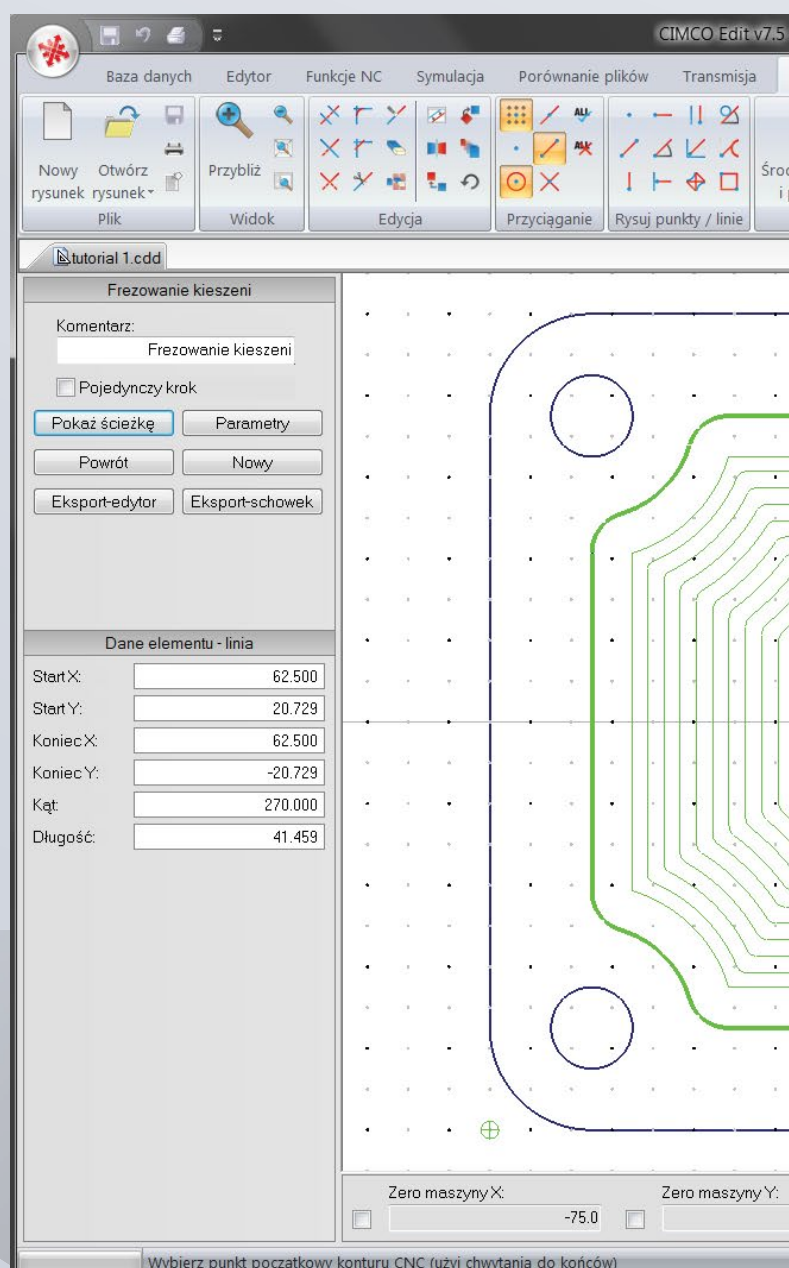 CIMCO Edit v7.5
Baza danych Edytor Funkcje NC Symulacja Porównanie plików Transmisja
ALL
ALL
Nowy rysunek
Otwórz rysunek
Przybliż
Plik Widok Edycja Przyciąganie Rysuj punkty / linie
tutorial 1.cdd
Frezowanie kieszeni
Komentarz:
Frezowanie kieszeni
Pojedynczy krok
Pokaż ścieżkę Parametry
Powrót Nowy
Eksport-edytor Eksport-schowek
Dane elementu - linia
Start X: 62.500
Start Y: 20.729
Koniec X: 62.500
Koniec Y: -20.729
Kąt: 270.000
Długość: 41.459
Zero maszyny X: Zero maszyny Y:
-75.0
Wybierz punkt początkowy konturu CNC (użyj chwytania do końców)